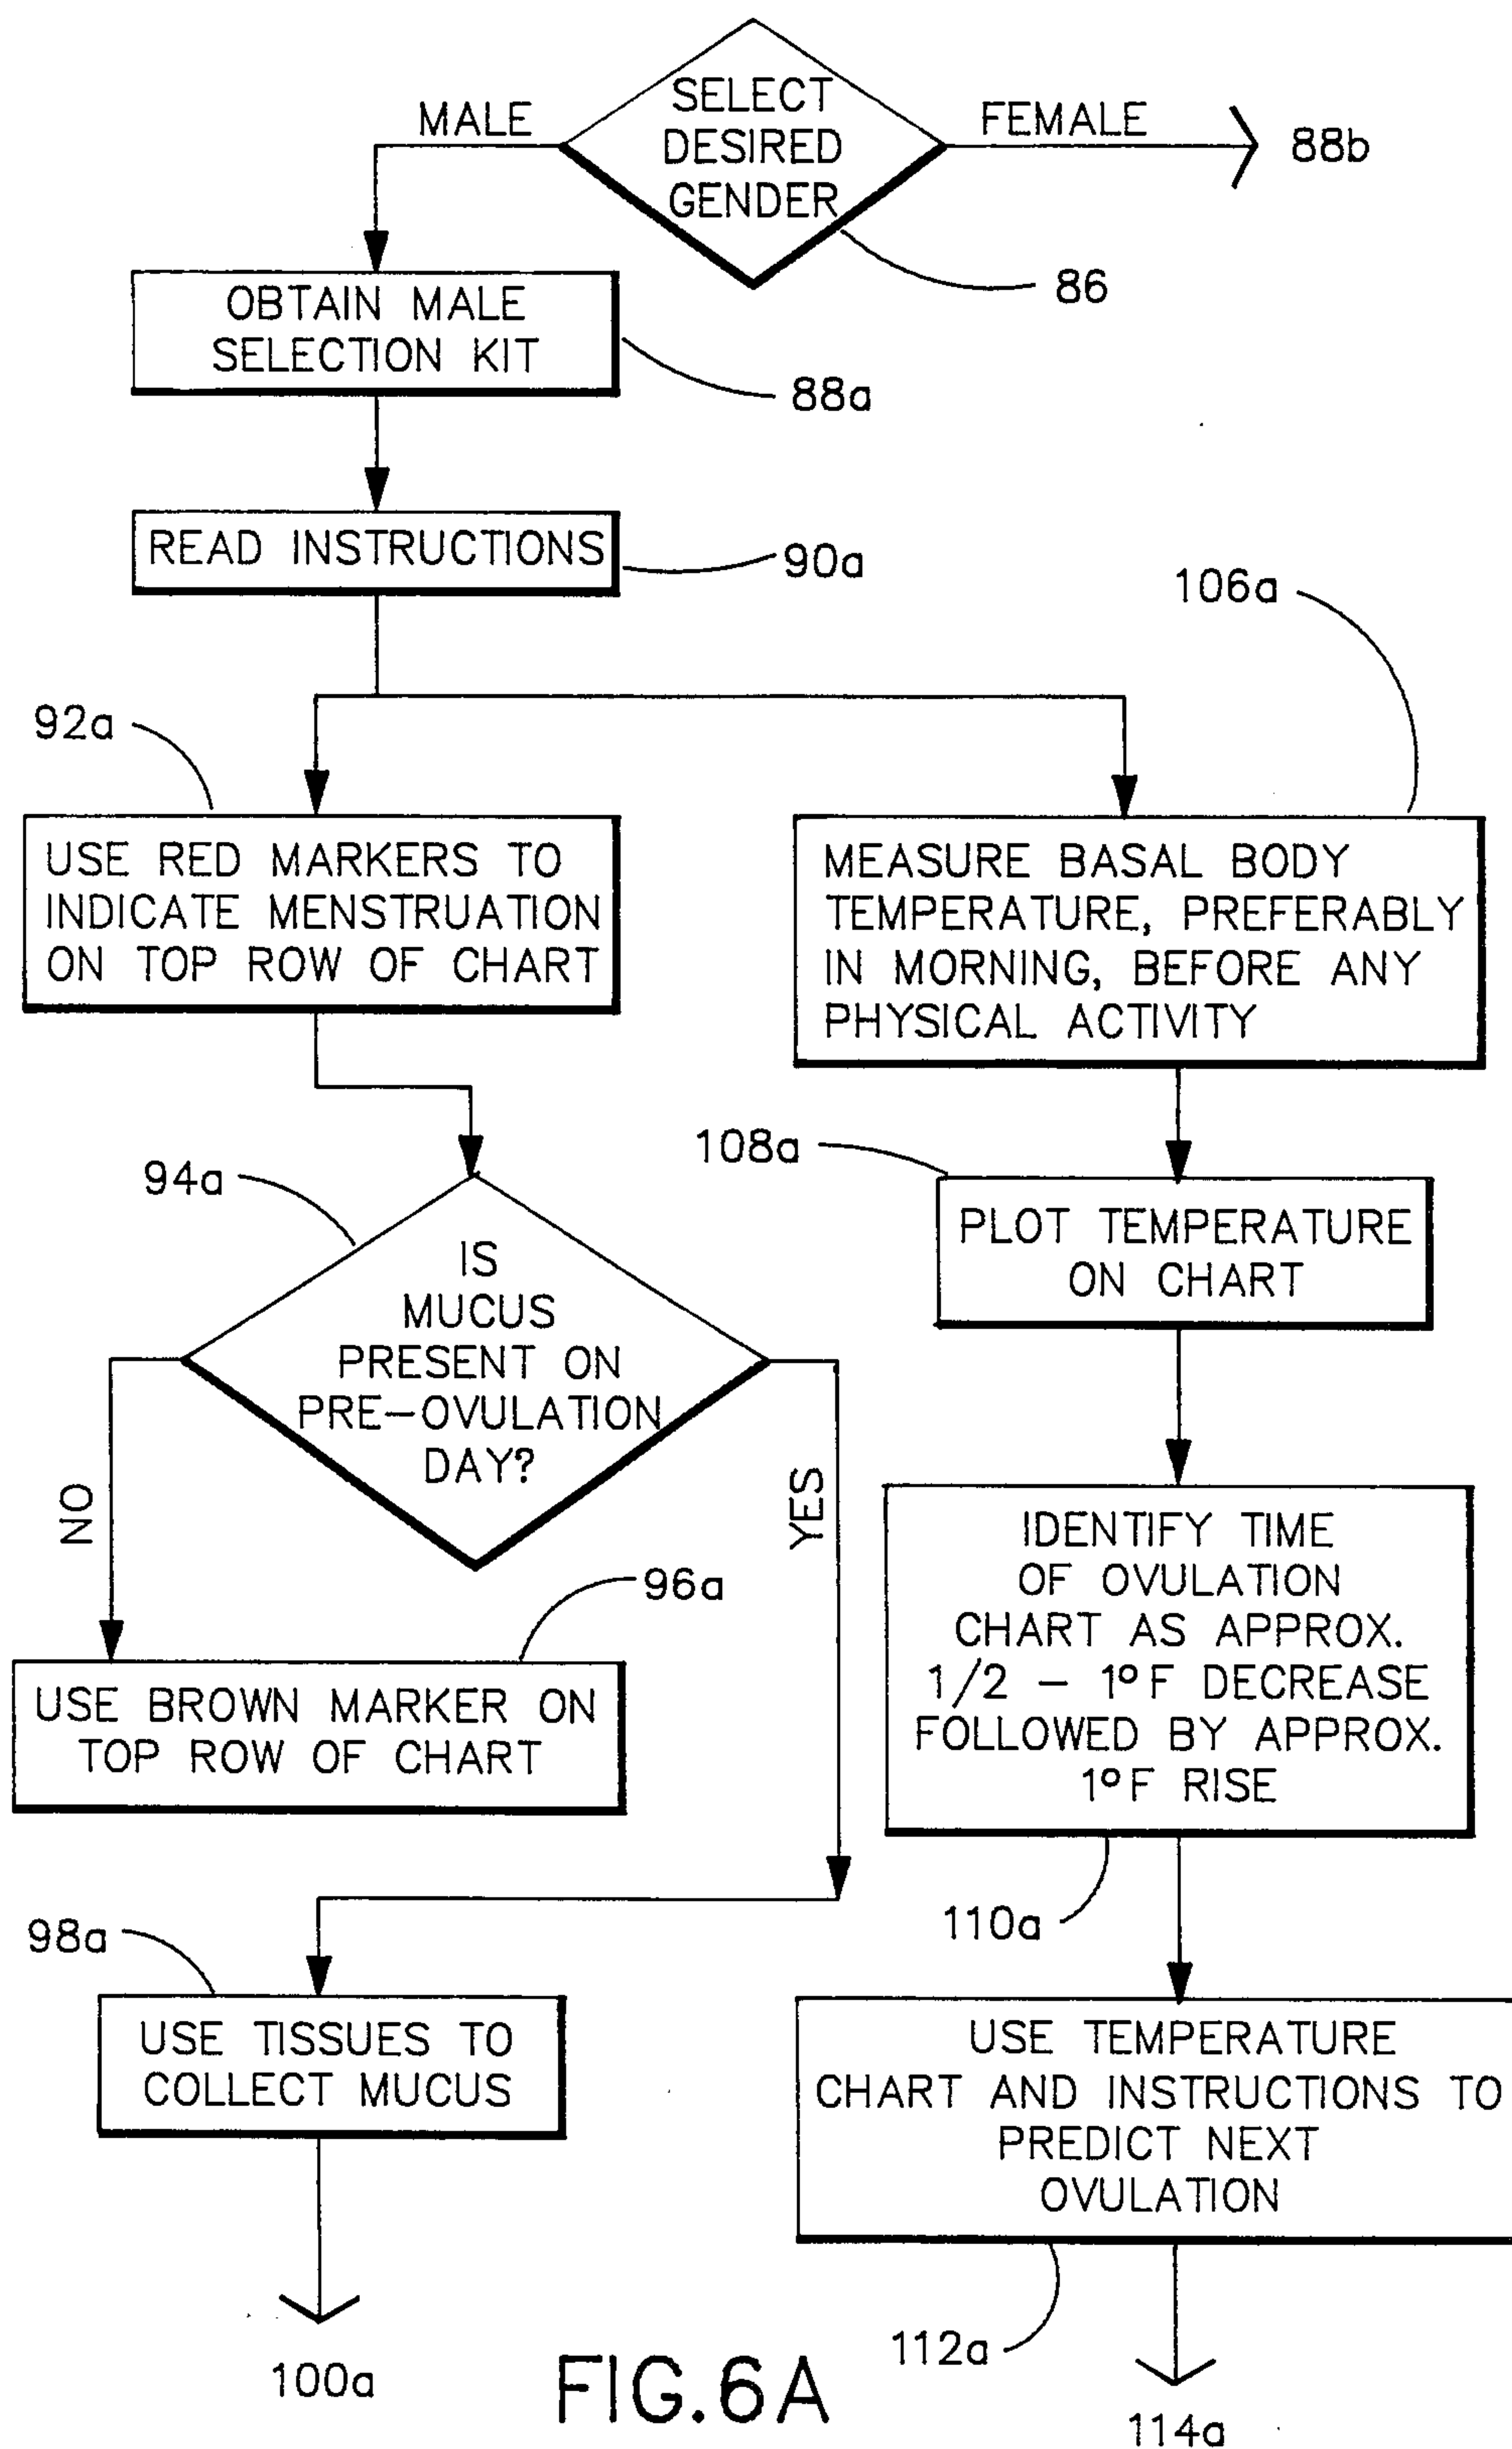 SELECT
DESIRED
GENDER
MALE
FEMALE
88b
86
OBTAIN MALE
SELECTION KIT
88a
READ INSTRUCTIONS
90a
106a
92a
USE RED MARKERS TO
INDICATE MENSTRUATION
ON TOP ROW OF CHART
MEASURE BASAL BODY
TEMPERATURE, PREFERABLY
IN MORNING, BEFORE ANY
PHYSICAL ACTIVITY
94a
IS
MUCUS
PRESENT ON
PRE-OVULATION
DAY?
NO
YES
108a
PLOT TEMPERATURE
ON CHART
96a
USE BROWN MARKER ON
TOP ROW OF CHART
IDENTIFY TIME
OF OVULATION
CHART AS APPROX.
1/2 - 1°F DECREASE
FOLLOWED BY APPROX.
1°F RISE
110a
98a
USE TISSUES TO
COLLECT MUCUS
100a
USE TEMPERATURE
CHART AND INSTRUCTIONS TO
PREDICT NEXT
OVULATION
112a
114a
FIG.6A